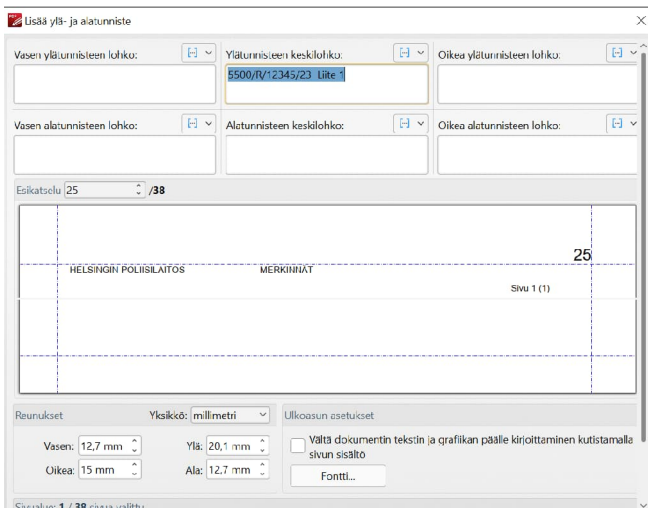 Lisää ylä- ja alatunniste
Vasen ylätunnisteen lohko:
Ylätunnisteen keskilohko:
Oikea ylätunnisteen lohko:
5500/R/12345/23 Liite 1
Vasen alatunnisteen lohko:
Alatunnisteen keskilohko:
Oikea alatunnisteen lohko:
Esikatselu 25 /38
25
HELSINGIN POLIISILAITOS MERKINNÄT
Sivu 1 (1)
Reunukset Yksikkö: millimetri
Ulkoasun asetukset
Vasen: 12,7 mm Ylä: 20,1 mm
Oikea: 15 mm Ala: 12,7 mm
Vältä dokumentin tekstin ja grafiikan päälle kirjoittaminen kutistamalla
sivun sisältö
Fontti...
Sivualue: 1 / 38 sivua valittu